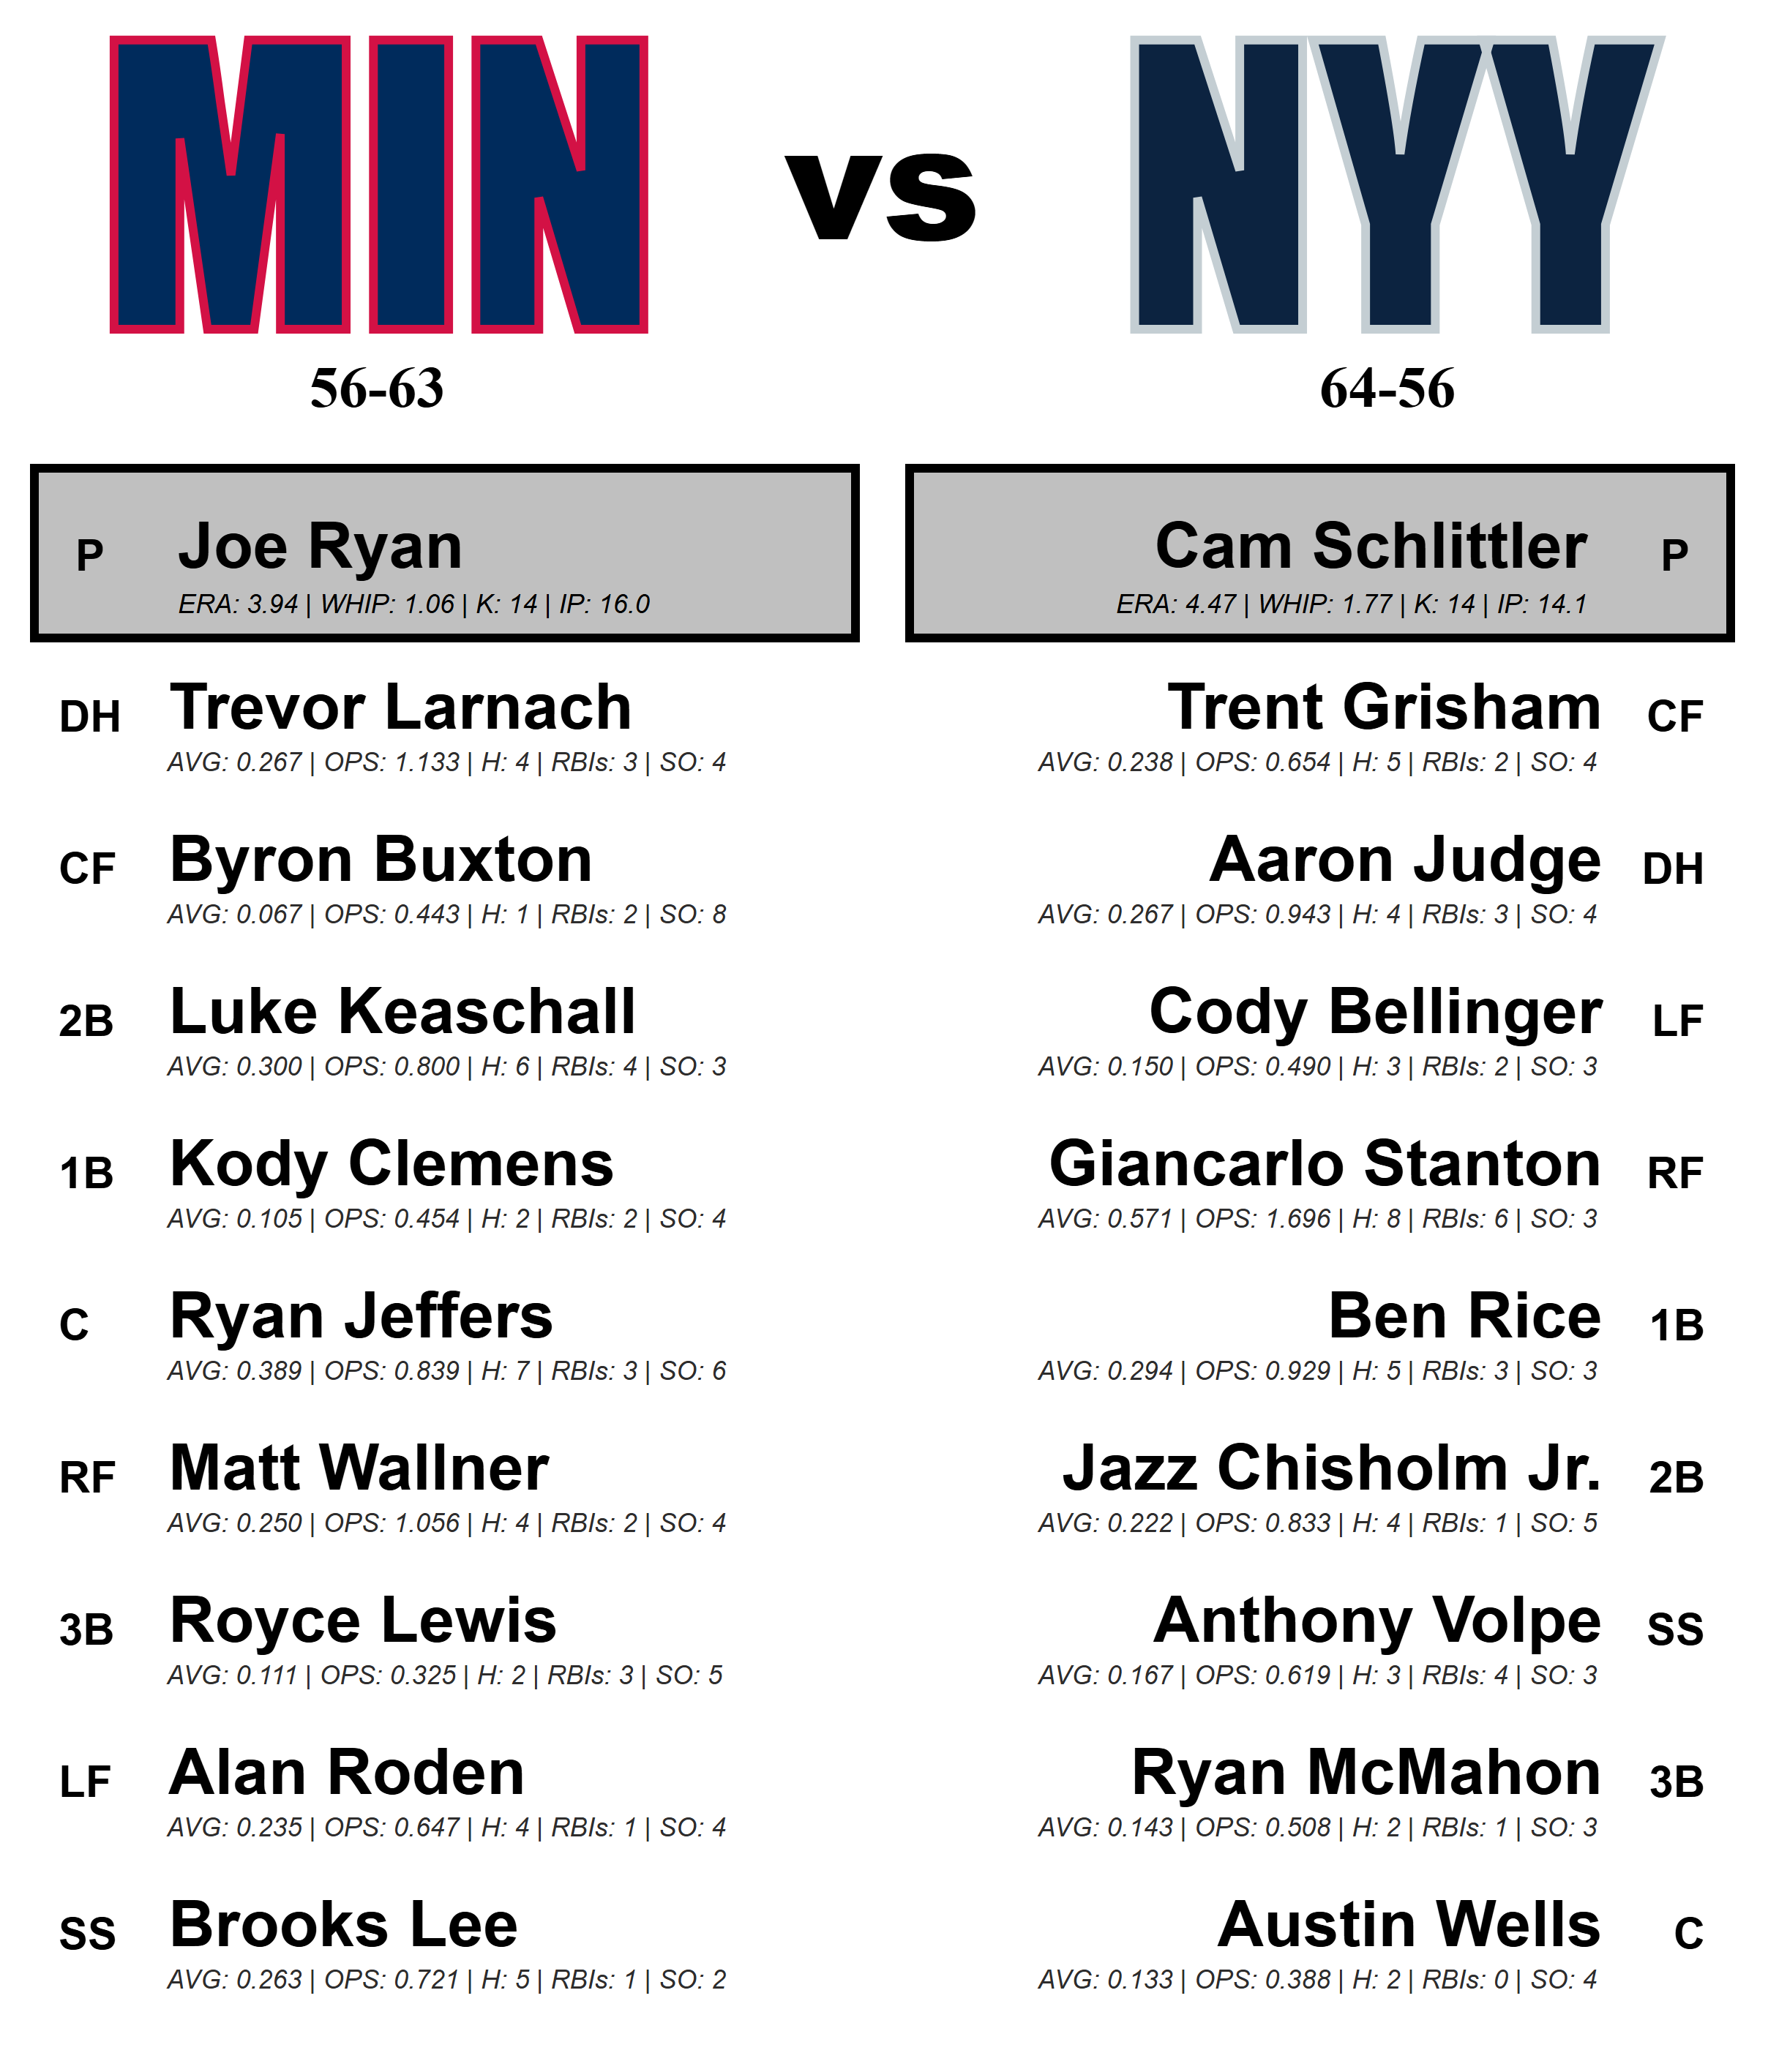 MIN vs NYY
56-63 64-56
P Joe Ryan
ERA: 3.94 | WHIP: 1.06 | K: 14 | IP: 16.0
Cam Schlittler P
ERA: 4.47 | WHIP: 1.77 | K: 14 | IP: 14.1
DH Trevor Larnach
AVG: 0.267 | OPS: 1.133 | H: 4 | RBIs: 3 | SO: 4
Trent Grisham CF
AVG: 0.238 | OPS: 0.654 | H: 5 | RBIs: 2 | SO: 4
CF Byron Buxton
AVG: 0.067 | OPS: 0.443 | H: 1 | RBIs: 2 | SO: 8
Aaron Judge DH
AVG: 0.267 | OPS: 0.943 | H: 4 | RBIs: 3 | SO: 4
2B Luke Keaschall
AVG: 0.300 | OPS: 0.800 | H: 6 | RBIs: 4 | SO: 3
Cody Bellinger LF
AVG: 0.150 | OPS: 0.490 | H: 3 | RBIs: 2 | SO: 3
1B Kody Clemens
AVG: 0.105 | OPS: 0.454 | H: 2 | RBIs: 2 | SO: 4
Giancarlo Stanton RF
AVG: 0.571 | OPS: 1.696 | H: 8 | RBIs: 6 | SO: 3
C Ryan Jeffers
AVG: 0.389 | OPS: 0.839 | H: 7 | RBIs: 3 | SO: 6
Ben Rice 1B
AVG: 0.294 | OPS: 0.929 | H: 5 | RBIs: 3 | SO: 3
RF Matt Wallner
AVG: 0.250 | OPS: 1.056 | H: 4 | RBIs: 2 | SO: 4
Jazz Chisholm Jr. 2B
AVG: 0.222 | OPS: 0.833 | H: 4 | RBIs: 1 | SO: 5
3B Royce Lewis
AVG: 0.111 | OPS: 0.325 | H: 2 | RBIs: 3 | SO: 5
Anthony Volpe SS
AVG: 0.167 | OPS: 0.619 | H: 3 | RBIs: 4 | SO: 3
LF Alan Roden
AVG: 0.235 | OPS: 0.647 | H: 4 | RBIs: 1 | SO: 4
Ryan McMahon 3B
AVG: 0.143 | OPS: 0.508 | H: 2 | RBIs: 1 | SO: 3
SS Brooks Lee
AVG: 0.263 | OPS: 0.721 | H: 5 | RBIs: 1 | SO: 2
Austin Wells C
AVG: 0.133 | OPS: 0.388 | H: 2 | RBIs: 0 | SO: 4